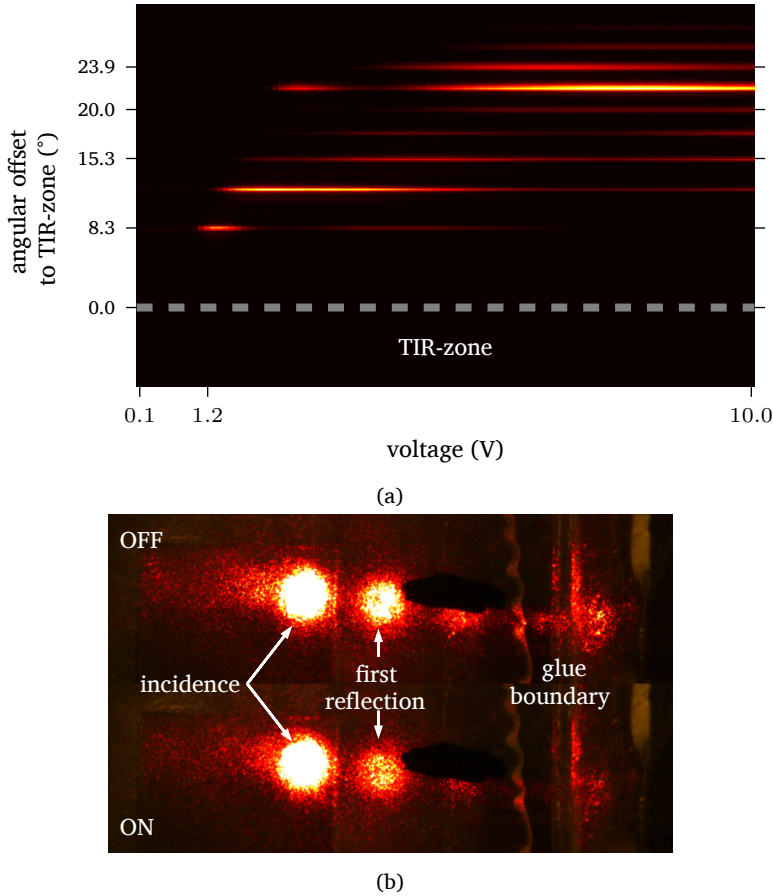 23.9
20.0
15.3
8.3
0.0
angular offset
to TIR-zone (°)
TIR-zone
0.1
1.2
10.0
voltage (V)
(a)
OFF
incidence
first
reflection
glue
boundary
ON
(b)